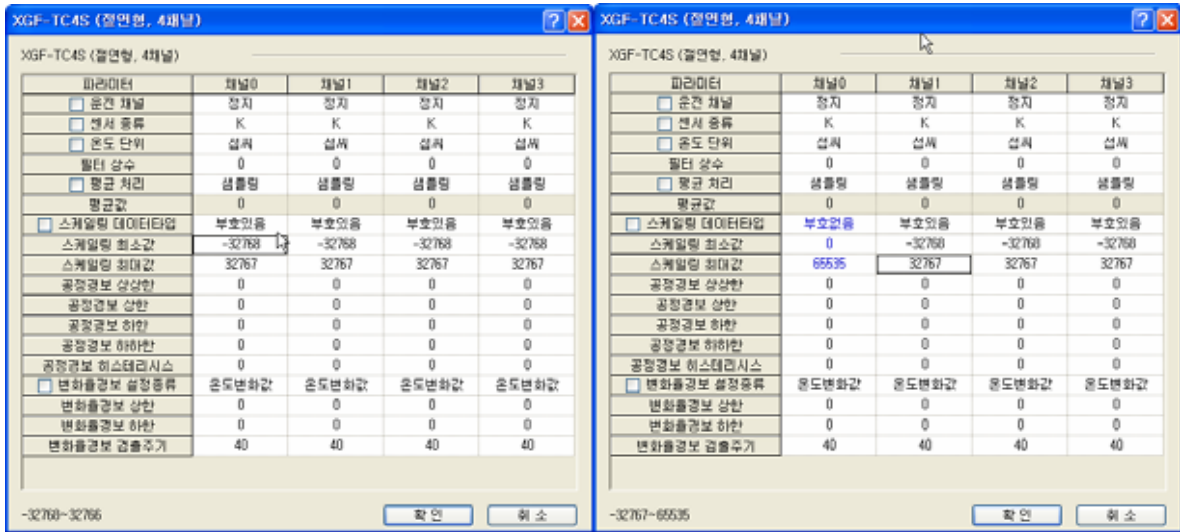 XGF-TC4S (절연형, 4채널)
XGF-TC4S (절연형, 4채널)
파라미터 채널0 채널1 채널2 채널3
운전 채널 정지 정지 정지 정지
센서 종류 K K K K
온도 단위 섭씨 섭씨 섭씨 섭씨
필터 상수 0 0 0 0
평균 처리 샘플링 샘플링 샘플링 샘플링
평균값 0 0 0 0
스케일링 데이터타입 부호있음 부호있음 부호있음 부호있음
스케일링 최소값 -32768 -32768 -32768 -32768
스케일링 최대값 32767 32767 32767 32767
공정경보 상상한 0 0 0 0
공정경보 상한 0 0 0 0
공정경보 하한 0 0 0 0
공정경보 하하한 0 0 0 0
공정경보 히스테리시스 0 0 0 0
변화율경보 설정종류 온도변화값 온도변화값 온도변화값 온도변화값
변화율경보 상한 0 0 0 0
변화율경보 하한 0 0 0 0
변화율경보 검출주기 40 40 40 40
-32768~32766 확인 취소
XGF-TC4S (절연형, 4채널)
XGF-TC4S (절연형, 4채널)
파라미터 채널0 채널1 채널2 채널3
운전 채널 정지 정지 정지 정지
센서 종류 K K K K
온도 단위 섭씨 섭씨 섭씨 섭씨
필터 상수 0 0 0 0
평균 처리 샘플링 샘플링 샘플링 샘플링
평균값 0 0 0 0
스케일링 데이터타입 부호없음 부호있음 부호있음 부호있음
스케일링 최소값 0 -32768 -32768 -32768
스케일링 최대값 65535 32767 32767 32767
공정경보 상상한 0 0 0 0
공정경보 상한 0 0 0 0
공정경보 하한 0 0 0 0
공정경보 하하한 0 0 0 0
공정경보 히스테리시스 0 0 0 0
변화율경보 설정종류 온도변화값 온도변화값 온도변화값 온도변화값
변화율경보 상한 0 0 0 0
변화율경보 하한 0 0 0 0
변화율경보 검출주기 40 40 40 40
-32767~65535 확인 취소